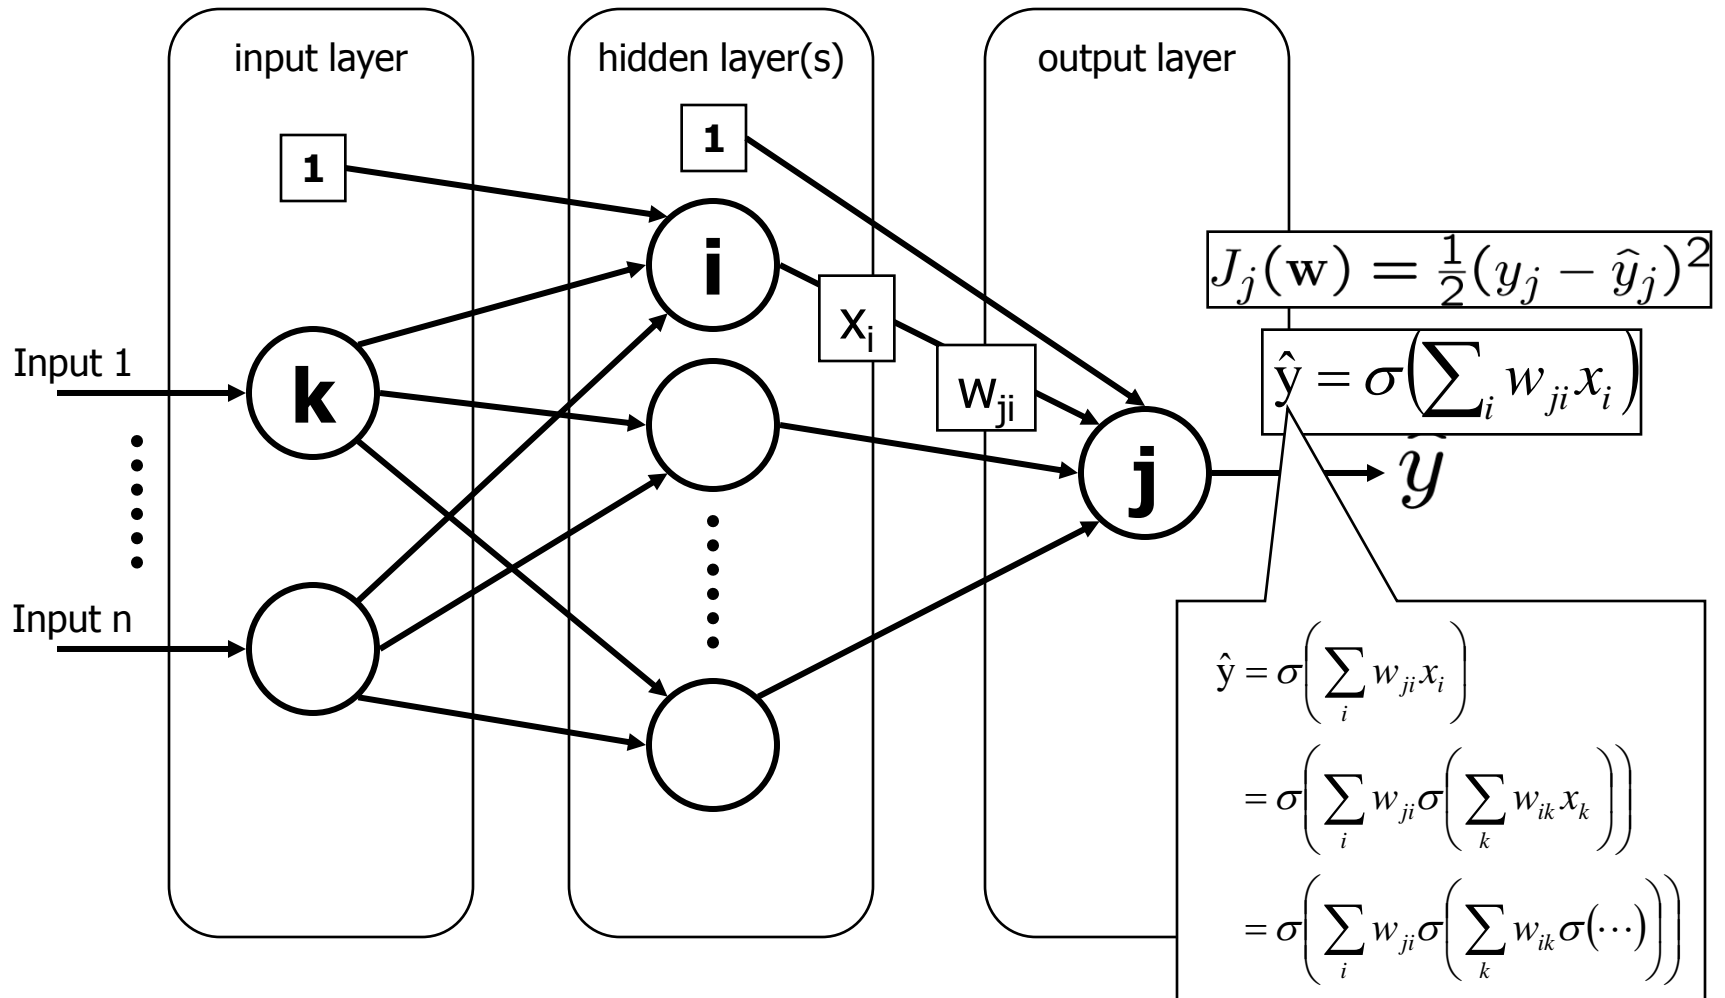 input layer
hidden layer(s)
output layer
1
1
i
J_j(w) = 1/2(y_j − ŷ_j)²
x_i
Input 1
k
w_ji
ŷ = σ(∑_i w_ji x_i)
j
ŷ
Input n
ŷ = σ(∑_i w_ji x_i)
= σ(∑_i w_ji σ(∑_k w_ik x_k))
= σ(∑_i w_ji σ(∑_k w_ik σ(⋯)))